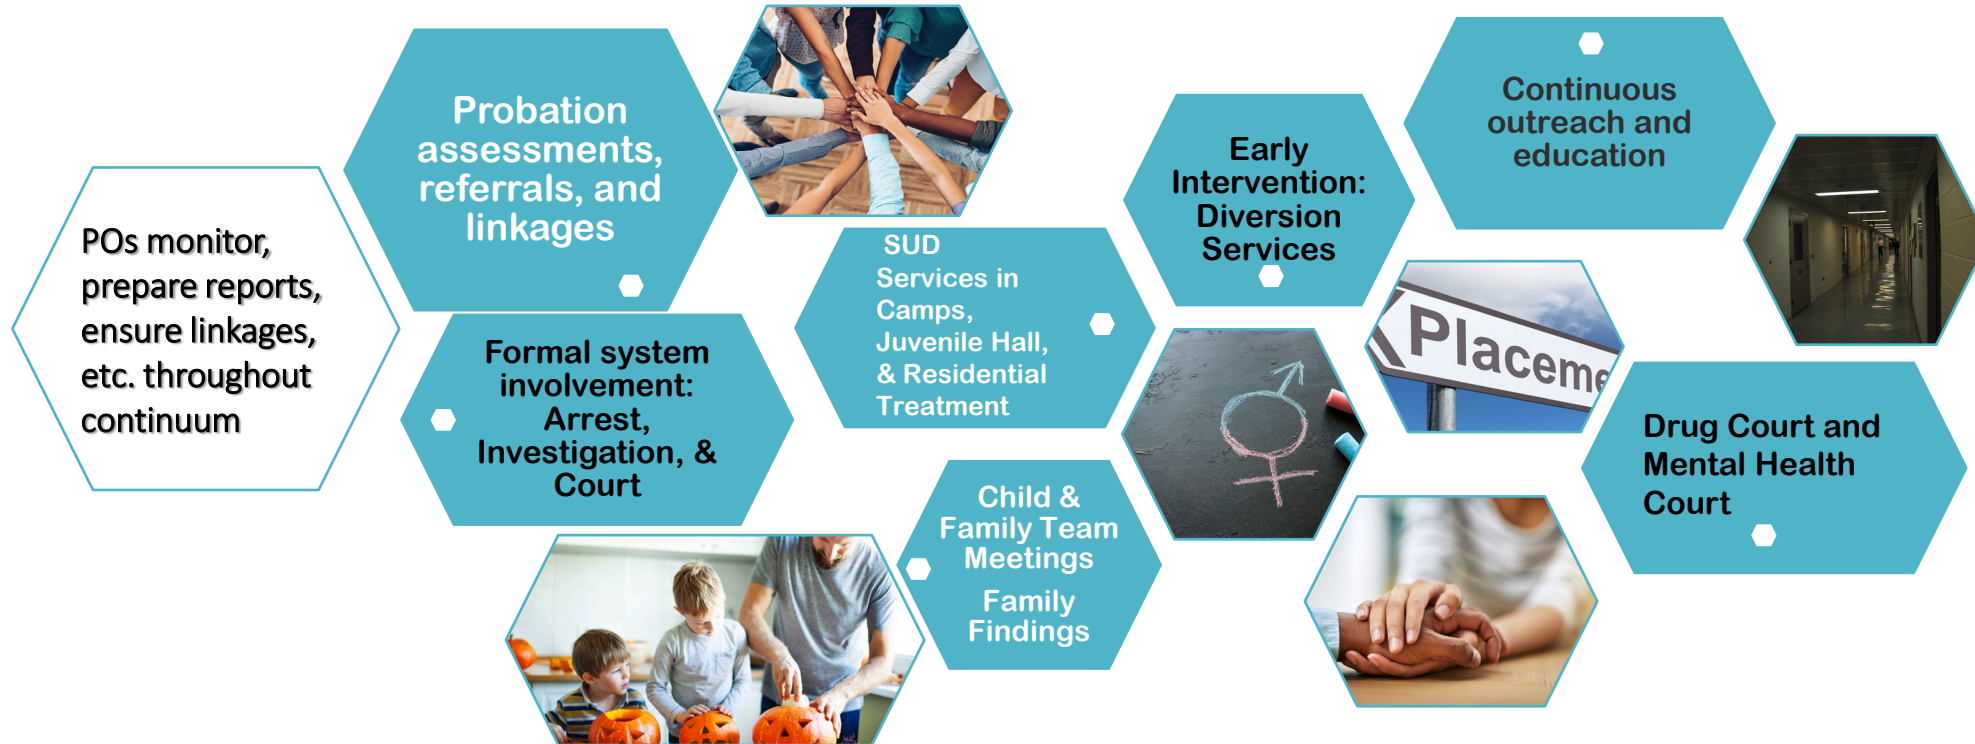 POs monitor,
prepare reports,
ensure linkages,
etc. throughout
continuum
Probation
assessments,
referrals, and
linkages
Formal system
involvement:
Arrest,
Investigation, &
Court
SUD
Services in
Camps,
Juvenile Hall,
& Residential
Treatment
Child &
Family Team
Meetings
Family
Findings
Early
Intervention:
Diversion
Services
Continuous
outreach and
education
Placeme
Drug Court and
Mental Health
Court